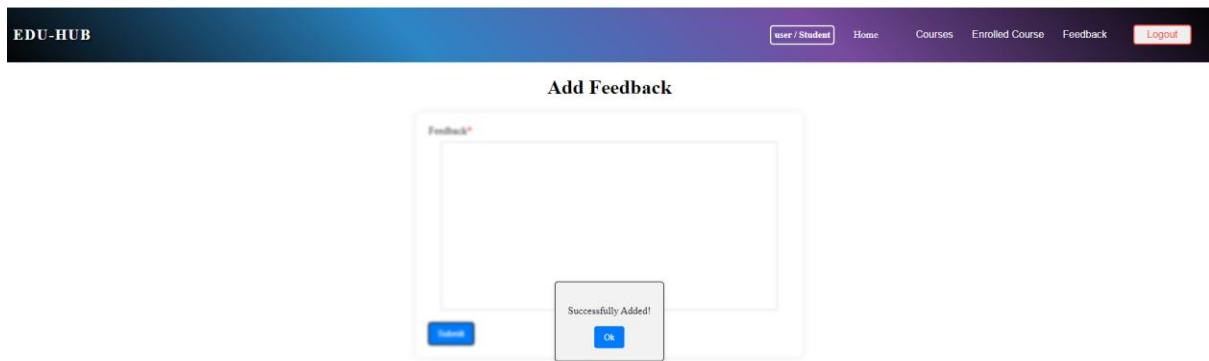 EDU-HUB
user / Student Home Courses Enrolled Course Feedback Logout
Add Feedback
Feedback*
Successfully Added!
Ok
Submit